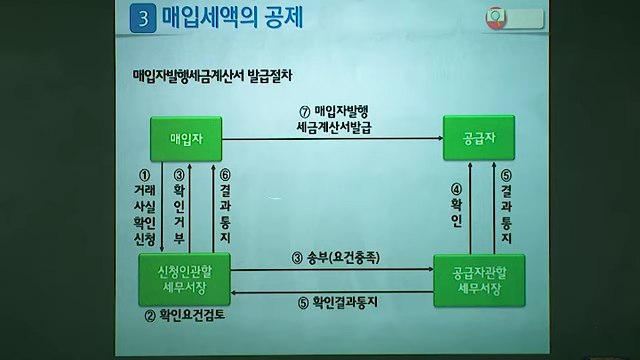 3 매입세액의 공제
매입자발행세금계산서 발급절차
⑦ 매입자발행
세금계산서발급
매입자
공급자
① 거래 사실 확인 신청
③ 확인거부
⑥ 결과통지
④ 확인
⑤ 결과통지
③ 송부(요건충족)
신청인관할
세무서장
공급자관할
세무서장
⑤ 확인결과통지
② 확인요건검토